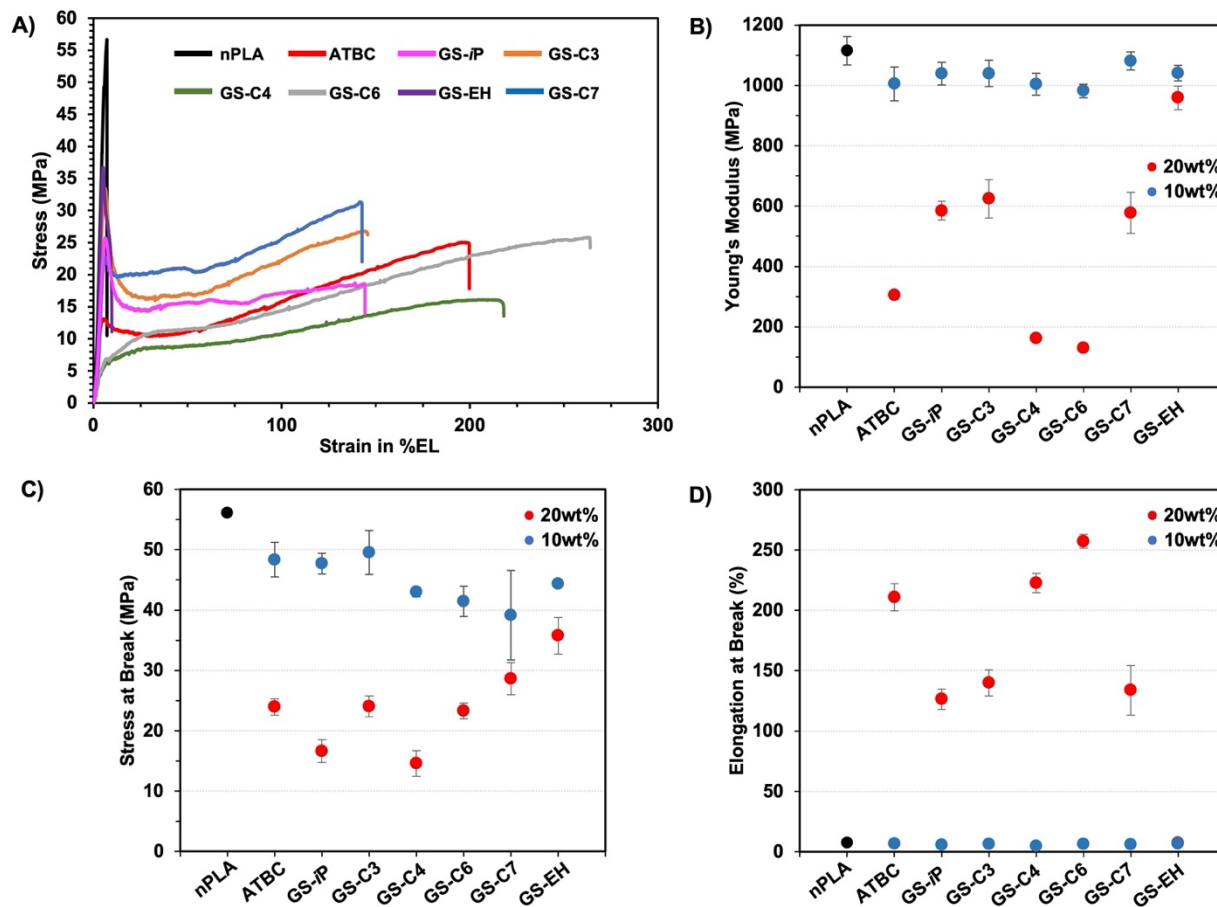 A)
60
55
50
45
40
35
30
25
20
15
10
5
0
Stress (MPa)
nPLA ATBC GS-iP GS-C3
GS-C4 GS-C6 GS-EH GS-C7
0 100 200 300
Strain in %EL
B)
1200
1000
800
600
400
200
0
Young's Modulus (MPa)
20wt%
10wt%
nPLA ATBC GS-iP GS-C3 GS-C4 GS-C6 GS-C7 GS-EH
C)
60
50
40
30
20
10
0
Stress at Break (MPa)
20wt%
10wt%
nPLA ATBC GS-iP GS-C3 GS-C4 GS-C6 GS-C7 GS-EH
D)
300
250
200
150
100
50
0
Elongation at Break (%)
20wt%
10wt%
nPLA ATBC GS-iP GS-C3 GS-C4 GS-C6 GS-C7 GS-EH